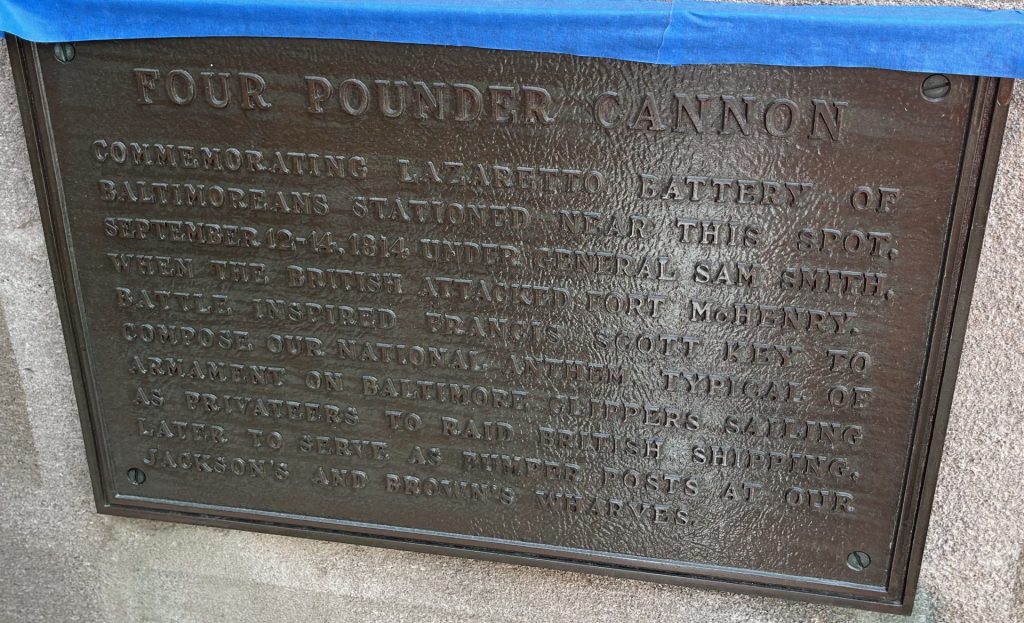 FOUR POUNDER CANNON
COMMEMORATING LAZARETTO BATTERY OF
BALTIMOREANS STATIONED NEAR THIS SPOT,
SEPTEMBER 12-14, 1814 UNDER GENERAL SAM SMITH,
WHEN THE BRITISH ATTACKED FORT McHENRY.
BATTLE INSPIRED FRANCIS SCOTT KEY TO
COMPOSE OUR NATIONAL ANTHEM. TYPICAL OF
ARMAMENT ON BALTIMORE CLIPPERS SAILING
AS PRIVATEERS TO RAID BRITISH SHIPPING,
LATER TO SERVE AS BUMPER POSTS AT OUR
JACKSON'S AND BROWN'S WHARVES.